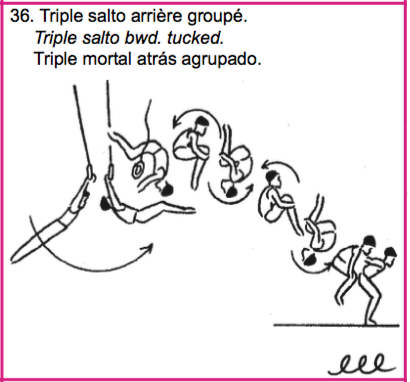 36. Triple salto arrière groupé.
Triple salto bwd. tucked.
Triple mortal atrás agrupado.